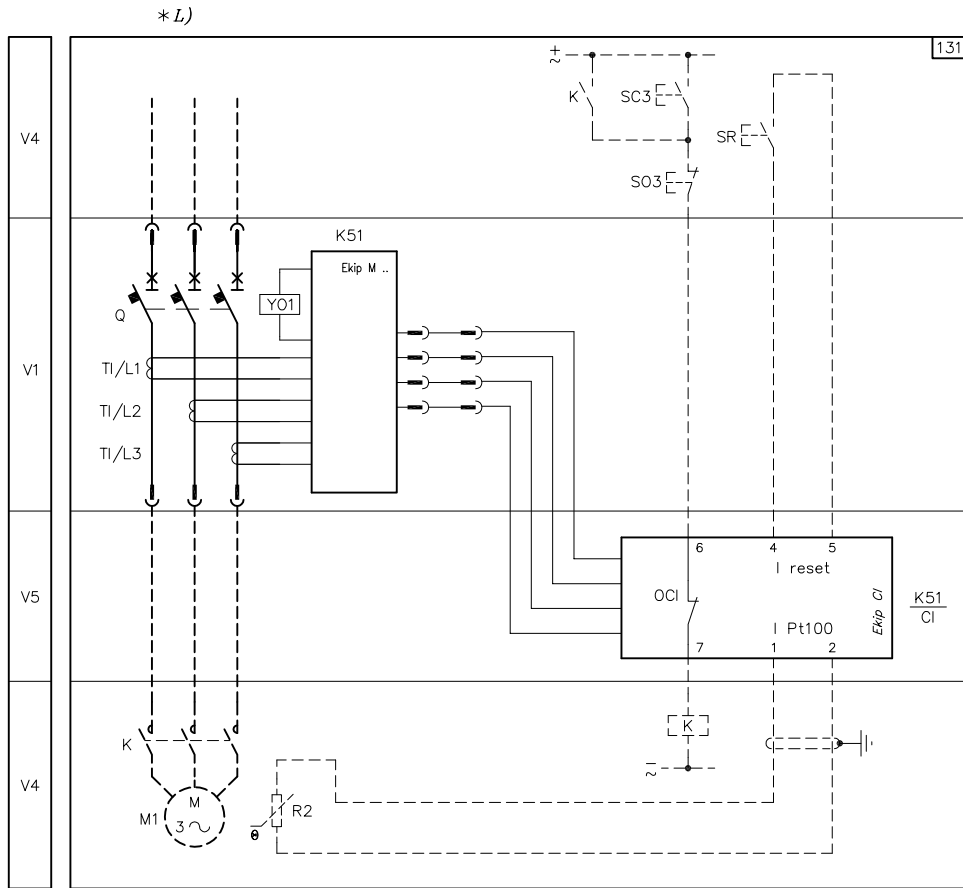 * L)
131
+
~
K
SC3
SR
SO3
V4
K51
Ekip M ..
YO1
Q
TI/L1
TI/L2
TI/L3
V1
6
4
5
I reset
OCI
V5
I Pt100
Ekip CI
K51
CI
7
1
2
K
K
-
~
V4
M1
M
3 ~
R2
θ